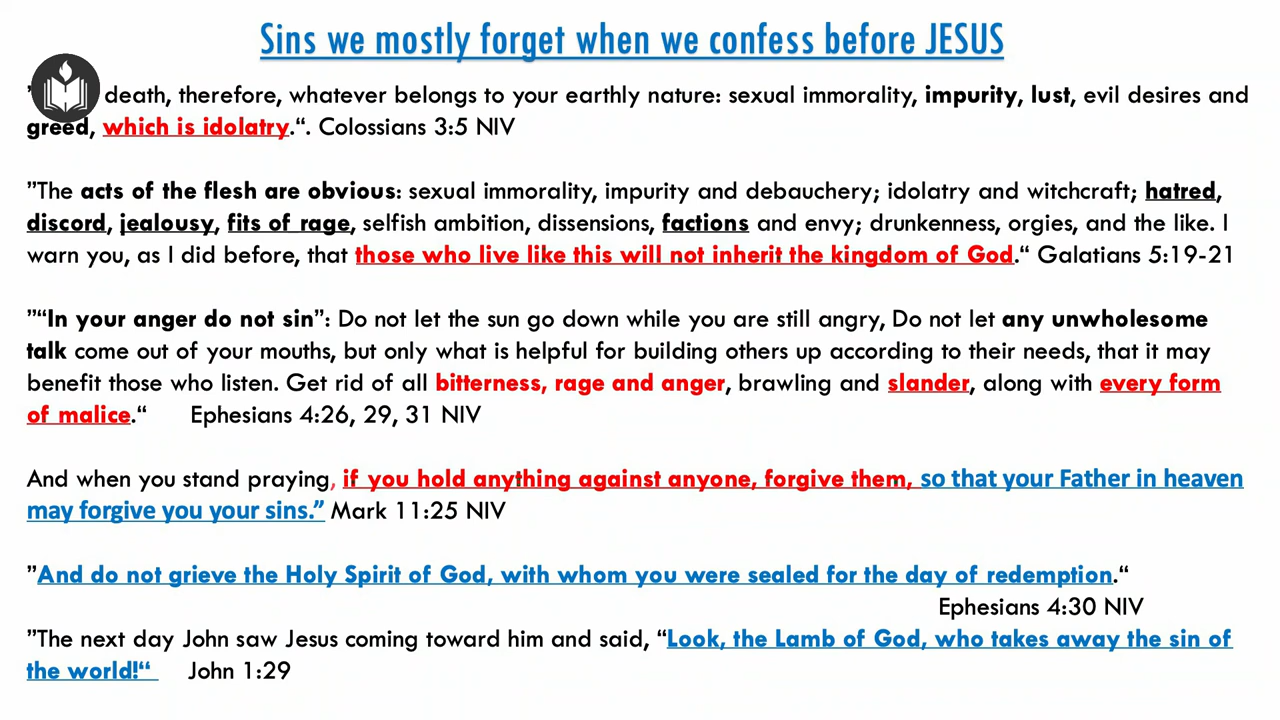 Sins we mostly forget when we confess before JESUS
” death, therefore, whatever belongs to your earthly nature: sexual immorality, impurity, lust, evil desires and
greed, which is idolatry.“. Colossians 3:5 NIV
”The acts of the flesh are obvious: sexual immorality, impurity and debauchery; idolatry and witchcraft; hatred,
discord, jealousy, fits of rage, selfish ambition, dissensions, factions and envy; drunkenness, orgies, and the like. I
warn you, as I did before, that those who live like this will not inherit the kingdom of God.“ Galatians 5:19-21
”“In your anger do not sin”: Do not let the sun go down while you are still angry, Do not let any unwholesome
talk come out of your mouths, but only what is helpful for building others up according to their needs, that it may
benefit those who listen. Get rid of all bitterness, rage and anger, brawling and slander, along with every form
of malice.“ Ephesians 4:26, 29, 31 NIV
And when you stand praying, if you hold anything against anyone, forgive them, so that your Father in heaven
may forgive you your sins.” Mark 11:25 NIV
”And do not grieve the Holy Spirit of God, with whom you were sealed for the day of redemption.“
Ephesians 4:30 NIV
”The next day John saw Jesus coming toward him and said, “Look, the Lamb of God, who takes away the sin of
the world!“ John 1:29